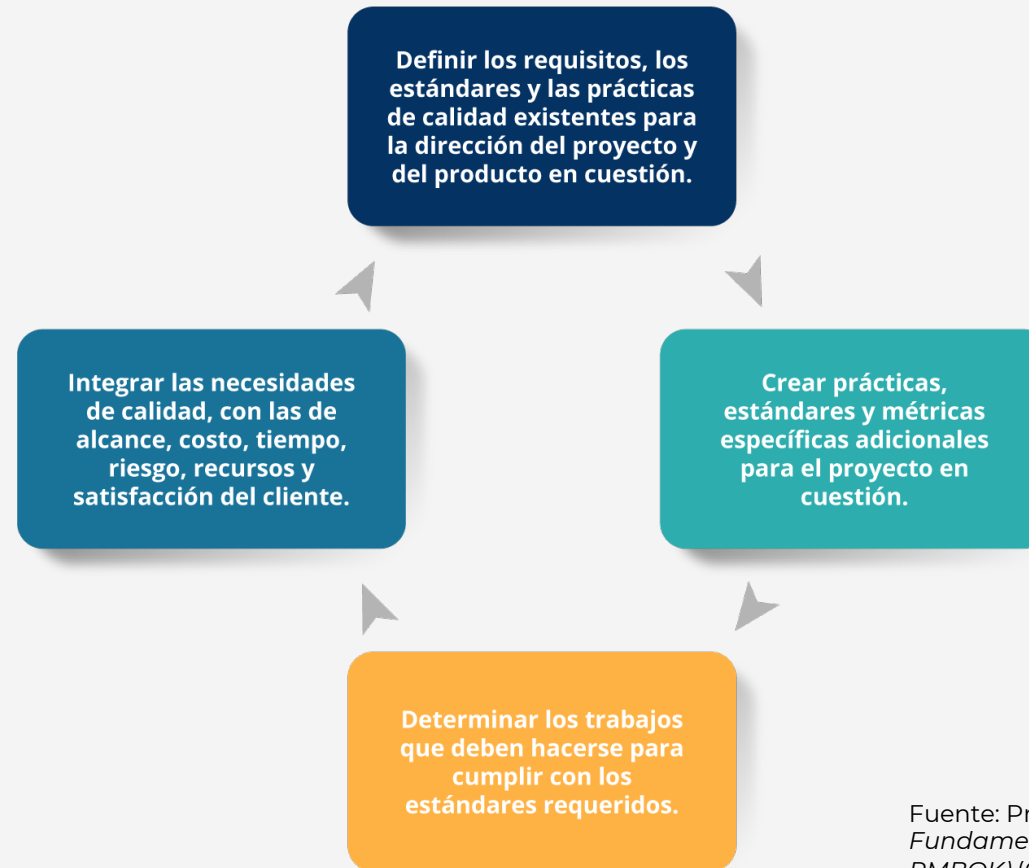 Definir los requisitos, los
estándares y las prácticas
de calidad existentes para
la dirección del proyecto y
del producto en cuestión.
Integrar las necesidades
de calidad, con las de
alcance, costo, tiempo,
riesgo, recursos y
satisfacción del cliente.
Crear prácticas,
estándares y métricas
específicas adicionales
para el proyecto en
cuestión.
Determinar los trabajos
que deben hacerse para
cumplir con los
estándares requeridos.
Fuente: